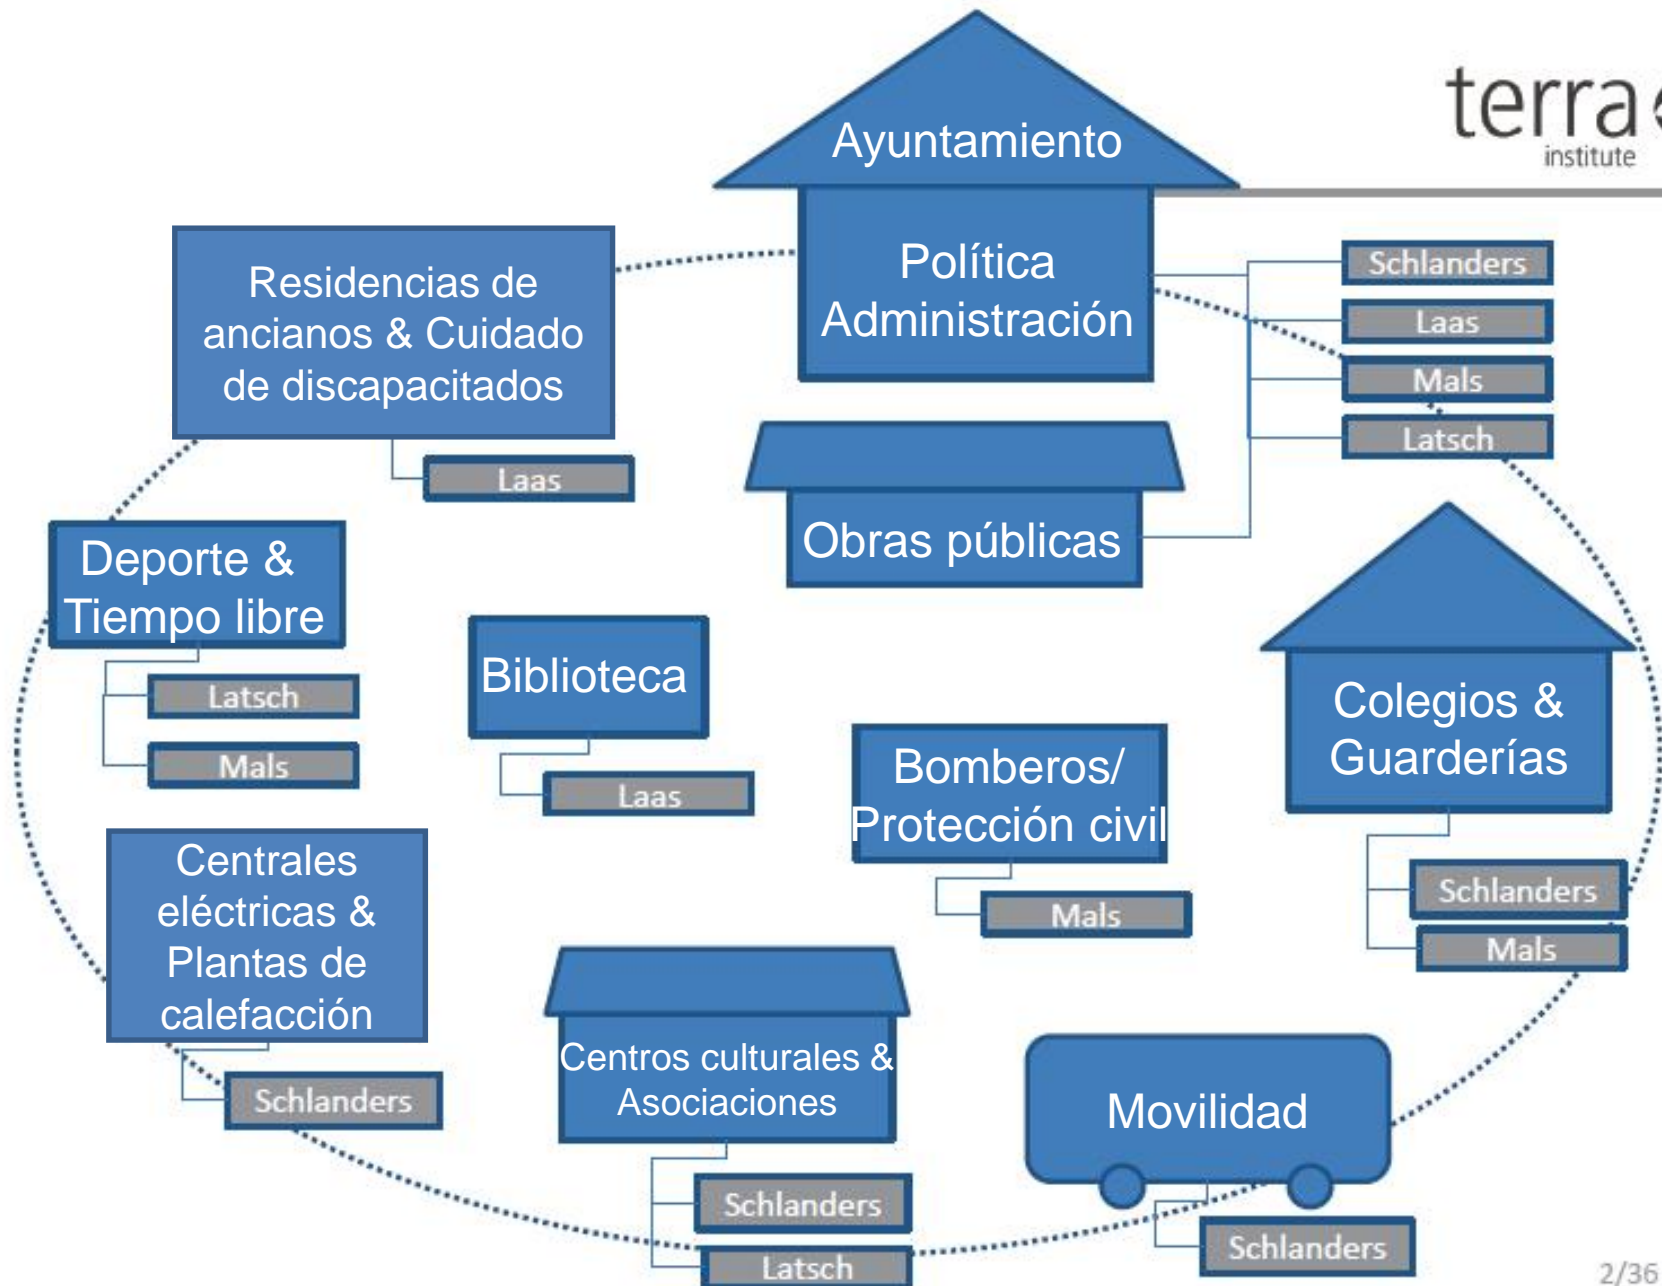 terra
institute
Ayuntamiento
Política
Administración
Schlanders
Laas
Mals
Latsch
Residencias de
ancianos & Cuidado
de discapacitados
Laas
Obras públicas
Deporte &
Tiempo libre
Latsch
Mals
Biblioteca
Laas
Bomberos/
Protección civil
Mals
Colegios &
Guarderías
Schlanders
Mals
Centrales
eléctricas &
Plantas de
calefacción
Schlanders
Centros culturales &
Asociaciones
Schlanders
Latsch
Movilidad
Schlanders
2/36